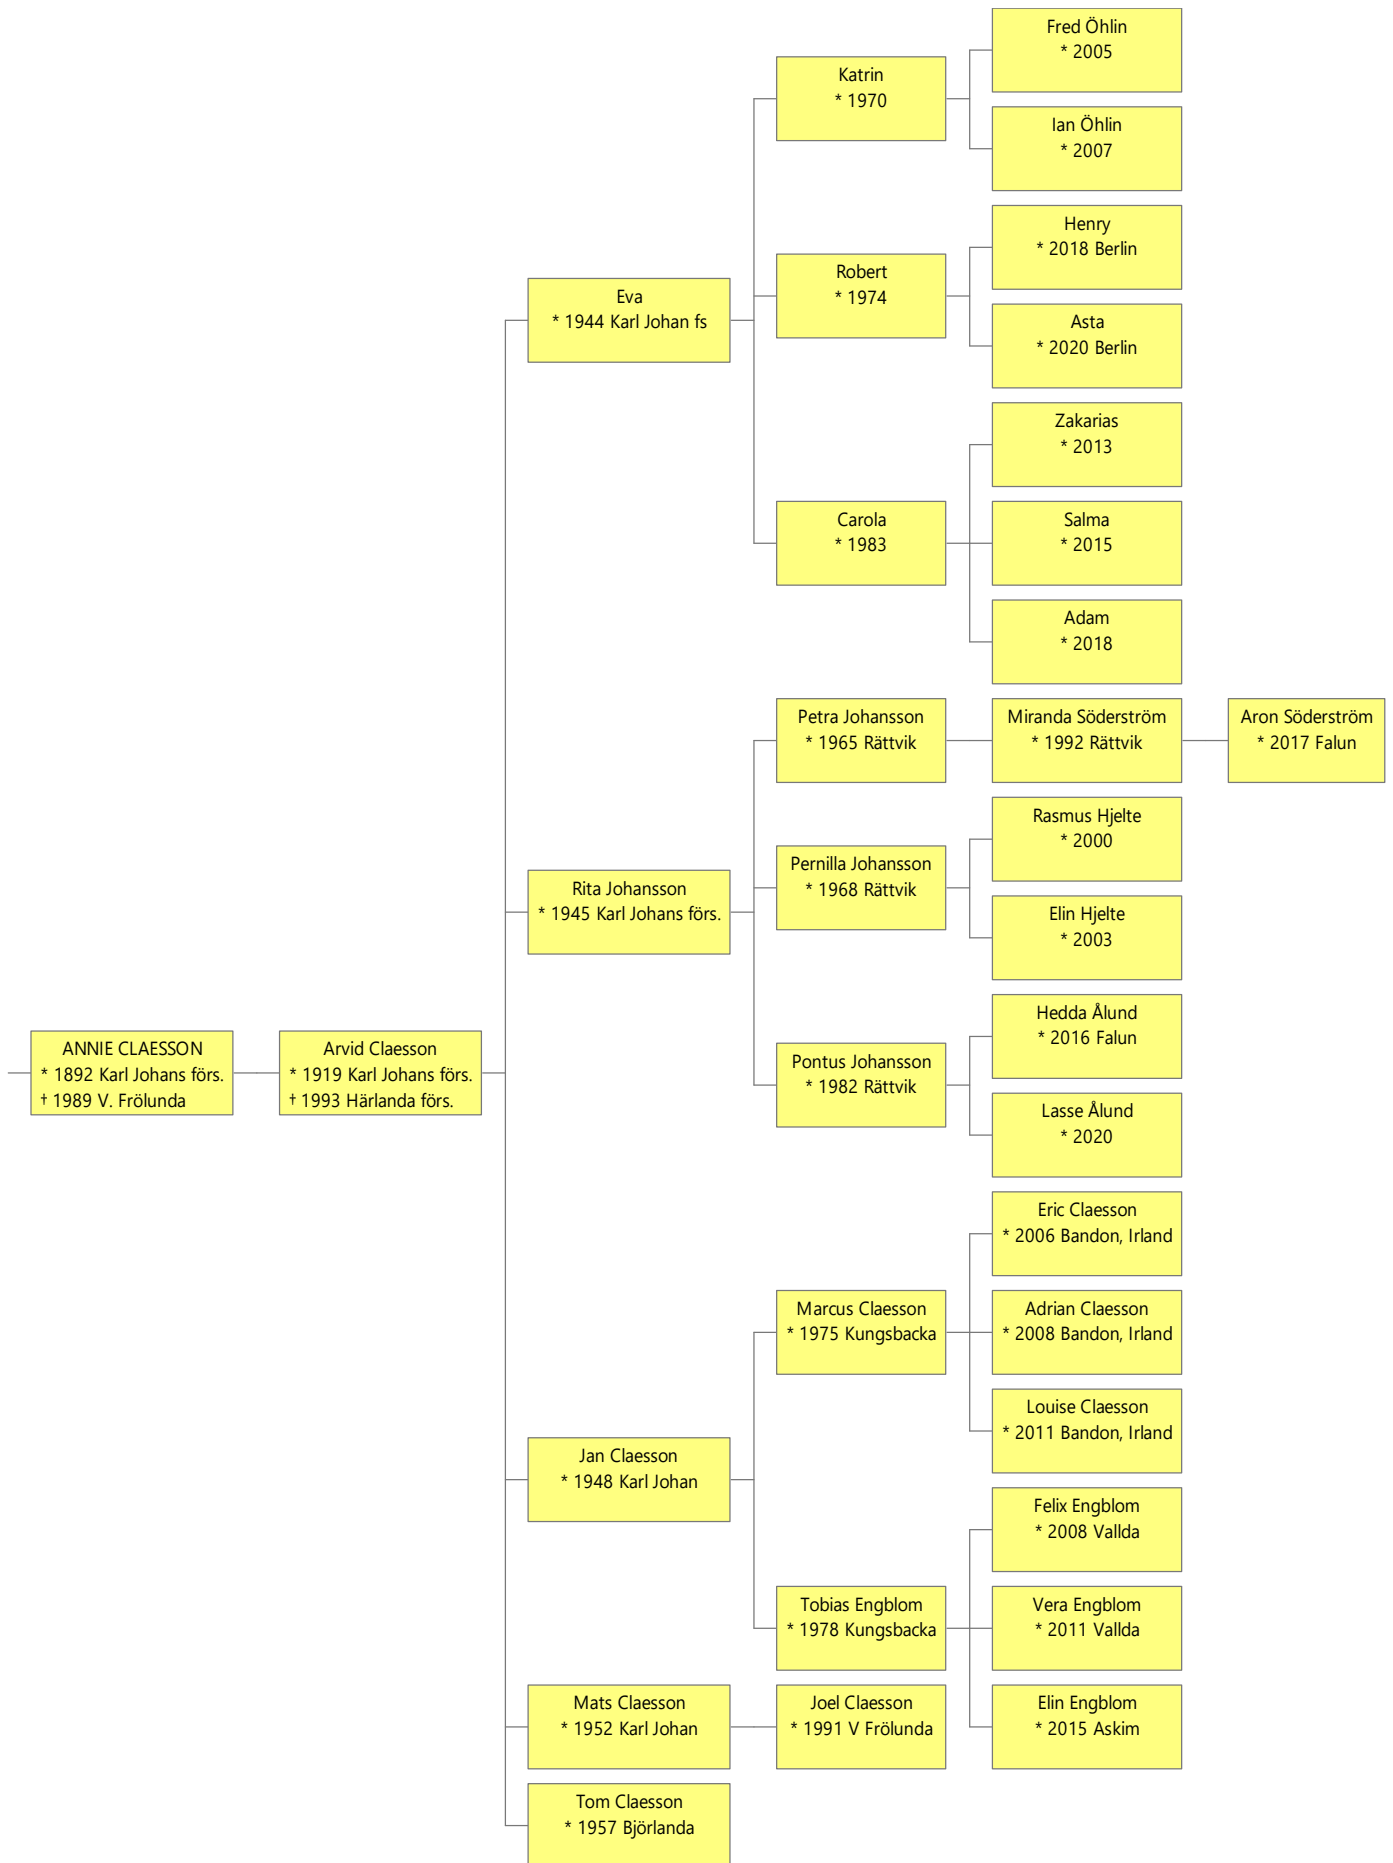 Fred Öhlin
* 2005
Katrin
* 1970
Ian Öhlin
* 2007
Henry
* 2018 Berlin
Robert
* 1974
Eva
* 1944 Karl Johan fs
Asta
* 2020 Berlin
Zakarias
* 2013
Carola
* 1983
Salma
* 2015
Adam
* 2018
Petra Johansson
* 1965 Rättvik
Miranda Söderström
* 1992 Rättvik
Aron Söderström
* 2017 Falun
Rasmus Hjelte
* 2000
Pernilla Johansson
* 1968 Rättvik
Rita Johansson
* 1945 Karl Johans förs.
Elin Hjelte
* 2003
Hedda Ålund
* 2016 Falun
ANNIE CLAESSON
* 1892 Karl Johans förs.
† 1989 V. Frölunda
Arvid Claesson
* 1919 Karl Johans förs.
† 1993 Härlanda förs.
Pontus Johansson
* 1982 Rättvik
Lasse Ålund
* 2020
Eric Claesson
* 2006 Bandon, Irland
Marcus Claesson
* 1975 Kungsbacka
Adrian Claesson
* 2008 Bandon, Irland
Louise Claesson
* 2011 Bandon, Irland
Jan Claesson
* 1948 Karl Johan
Felix Engblom
* 2008 Vallda
Tobias Engblom
* 1978 Kungsbacka
Vera Engblom
* 2011 Vallda
Mats Claesson
* 1952 Karl Johan
Joel Claesson
* 1991 V Frölunda
Elin Engblom
* 2015 Askim
Tom Claesson
* 1957 Björlanda